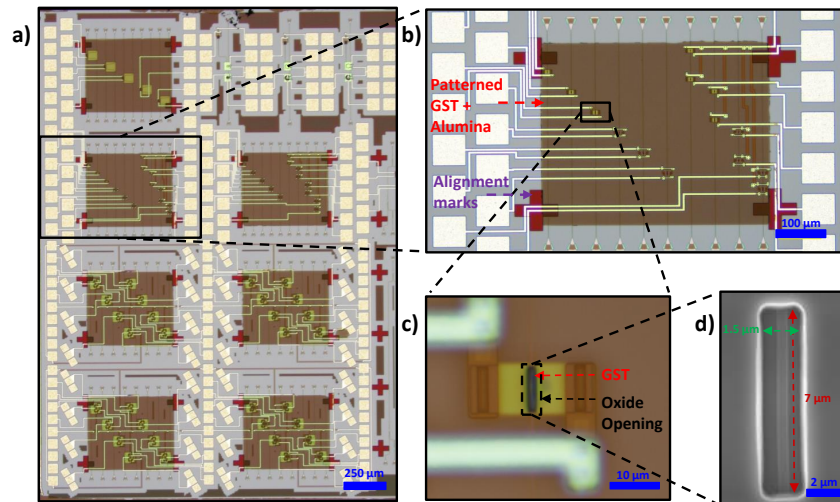 a)
250 µm
b)
Patterned
GST +
Alumina
Alignment
marks
100 µm
c)
GST
Oxide
Opening
10 µm
d)
1.5 µm
7 µm
2 µm